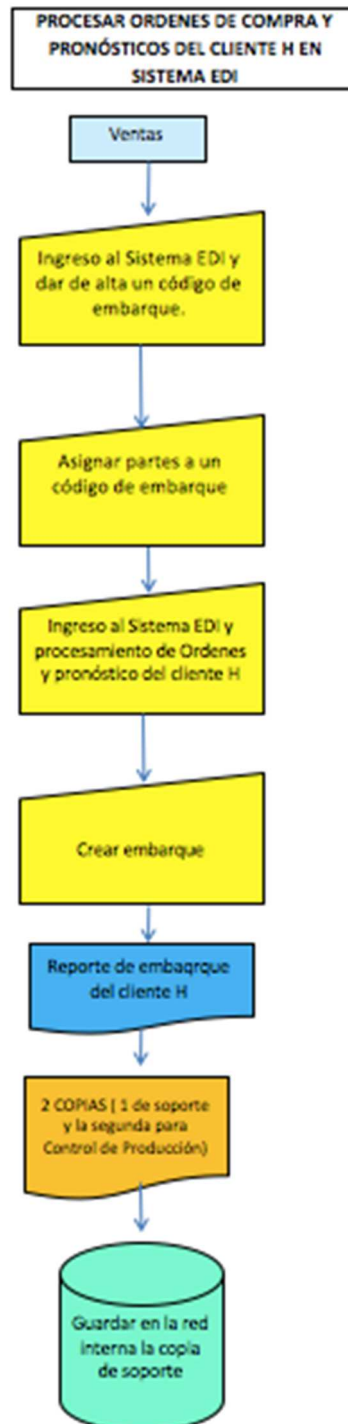 PROCESAR ORDENES DE COMPRA Y
PRONÓSTICOS DEL CLIENTE H EN
SISTEMA EDI
Ventas
Ingreso al Sistema EDI y
dar de alta un código de
embarque.
Asignar partes a un
código de embarque
Ingreso al Sistema EDI y
procesamiento de Ordenes
y pronóstico del cliente H
Crear embarque
Reporte de embaqrque
del cliente H
2 COPIAS ( 1 de soporte
y la segunda para
Control de Producción)
Guardar en la red
interna la copia
de soporte